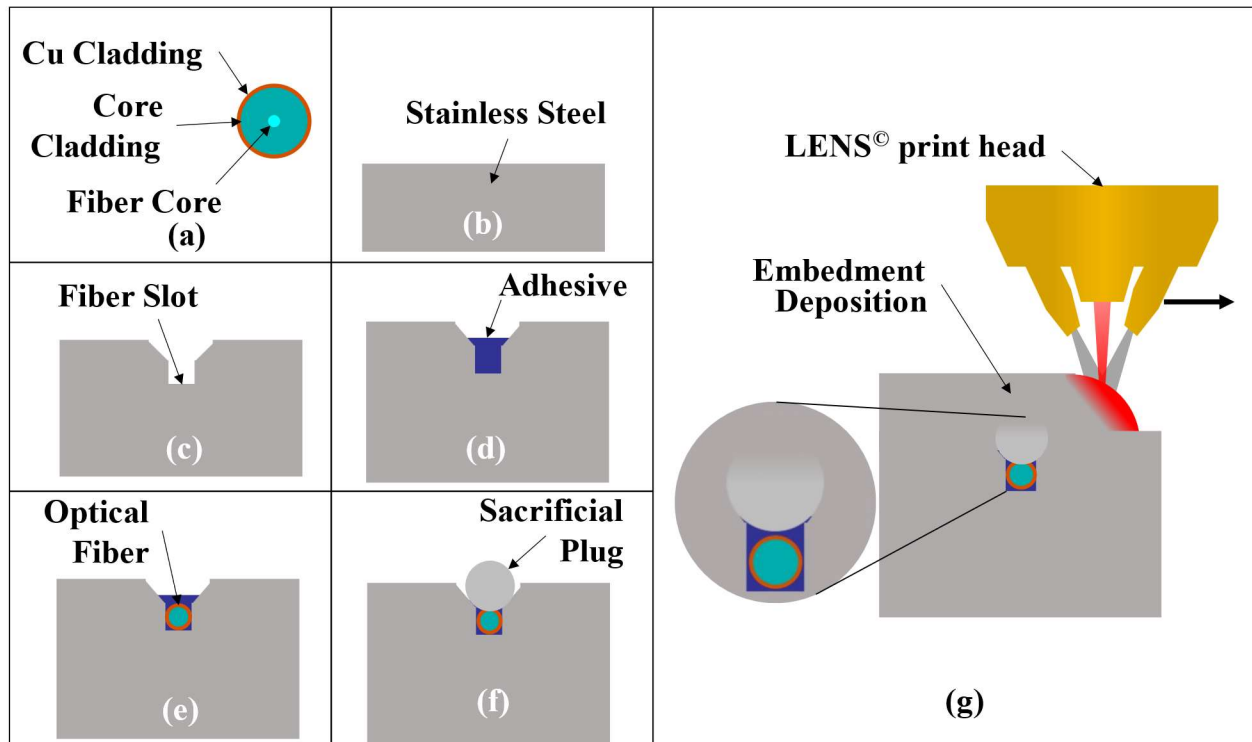 Cu Cladding
Core
Cladding
Fiber Core
(a)
Stainless Steel
(b)
Fiber Slot
(c)
Adhesive
(d)
Optical
Fiber
(e)
Sacrificial
Plug
(f)
LENS© print head
Embedment
Deposition
(g)